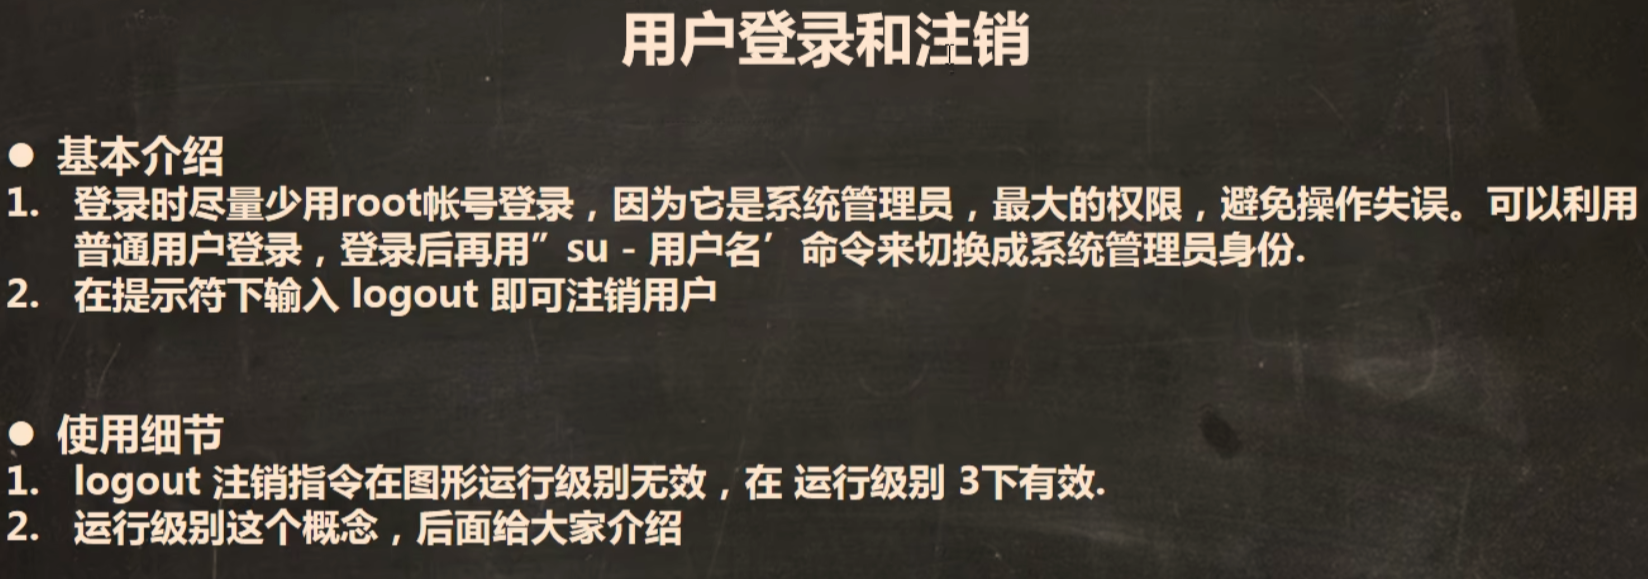 用户登录和注销
● 基本介绍
1. 登录时尽量少用root帐号登录，因为它是系统管理员，最大的权限，避免操作失误。可以利用
普通用户登录，登录后再用”su - 用户名’命令来切换成系统管理员身份.
2. 在提示符下输入 logout 即可注销用户
● 使用细节
1. logout 注销指令在图形运行级别无效，在 运行级别 3下有效.
2. 运行级别这个概念，后面给大家介绍